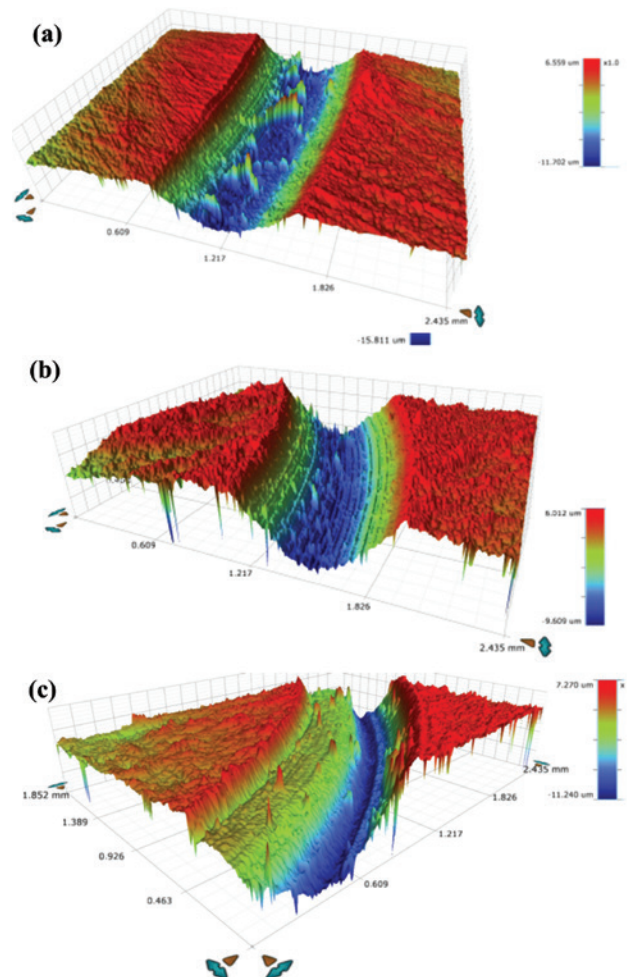 (a)
6.559 um x1.0
-11.702 um
0.609
1.217
1.826
2.435 mm
-15.811 um
(b)
8.012 um
-9.609 um
0.609
1.217
1.826
2.435 mm
(c)
7.270 um x
-11.240 um
1.852 mm
1.389
0.926
0.463
0.609
1.217
1.826
2.435 mm